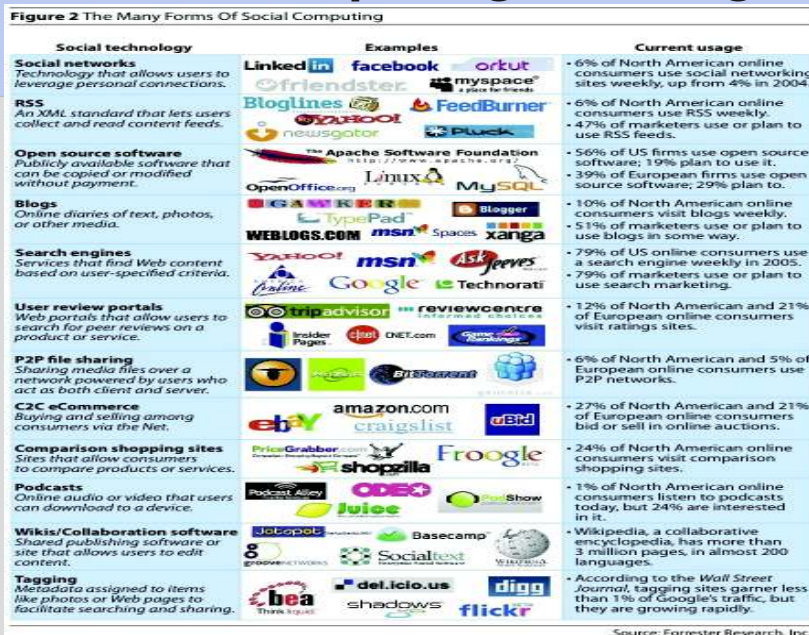 Figure 2 The Many Forms Of Social Computing
Social technology Examples Current usage
Social networks
Technology that allows users to
leverage personal connections.
Linked in facebook orkut
friendster myspace
a place for friends
• 6% of North American online
consumers use social networking
sites weekly, up from 4% in 2004.
RSS
An XML standard that lets users
collect and read content feeds.
Bloglines FeedBurner
MY YAHOO!
newsgator Pluck
• 6% of North American online
consumers use RSS weekly.
• 47% of marketers use or plan to
use RSS feeds.
Open source software
Publicly available software that
can be copied or modified
without payment.
The Apache Software Foundation
http://www.apache.org/
Linux
OpenOffice.org MySQL
• 56% of US firms use open source
software; 19% plan to use it.
• 39% of European firms use open
source software; 29% plan to.
Blogs
Online diaries of text, photos,
or other media.
GAWKER Blogger
TypePad
WEBLOGS.COM msn Spaces xanga
• 10% of North American online
consumers visit blogs weekly.
• 51% of marketers use or plan to
use blogs in some way.
Search engines
Services that find Web content
based on user-specified criteria.
YAHOO! msn Ask Jeeves
Online Google Technorati
• 79% of US online consumers use
a search engine weekly in 2005.
• 79% of marketers use or plan to
use search marketing.
User review portals
Web portals that allow users to
search for peer reviews on a
product or service.
tripadvisor reviewcentre
informed choices
Insider
Pages c|net CNET.com Game
Rankings
• 12% of North American and 21%
of European online consumers
visit ratings sites.
P2P file sharing
Sharing media files over a
network powered by users who
act as both client and server.
BitTorrent
• 6% of North American and 5% of
European online consumers use
P2P networks.
C2C eCommerce
Buying and selling among
consumers via the Net.
ebay amazon.com
craigslist uBid
• 27% of North American and 21%
of European online consumers
bid or sell in online auctions.
Comparison shopping sites
Sites that allow consumers
to compare products or services.
PriceGrabber.com Froogle
shopzilla
• 24% of North American online
consumers visit comparison
shopping sites.
Podcasts
Online audio or video that users
can download to a device.
Podcast Alley ODEO
Juice PodShow
• 1% of North American online
consumers listen to podcasts
today, but 24% are interested
in it.
Wikis/Collaboration software
Shared publishing software or
site that allows users to edit
content.
Jotspot Basecamp
GROOVE NETWORKS Socialtext WIKIPEDIA
• Wikipedia, a collaborative
encyclopedia, has more than
3 million pages, in almost 200
languages.
Tagging
Metadata assigned to items
like photos or Web pages to
facilitate searching and sharing.
bea del.icio.us digg
Think liquid. shadows flickr
• According to the Wall Street
Journal, tagging sites garner less
than 1% of Google's traffic, but
they are growing rapidly.
Source: Forrester Research, Inc.